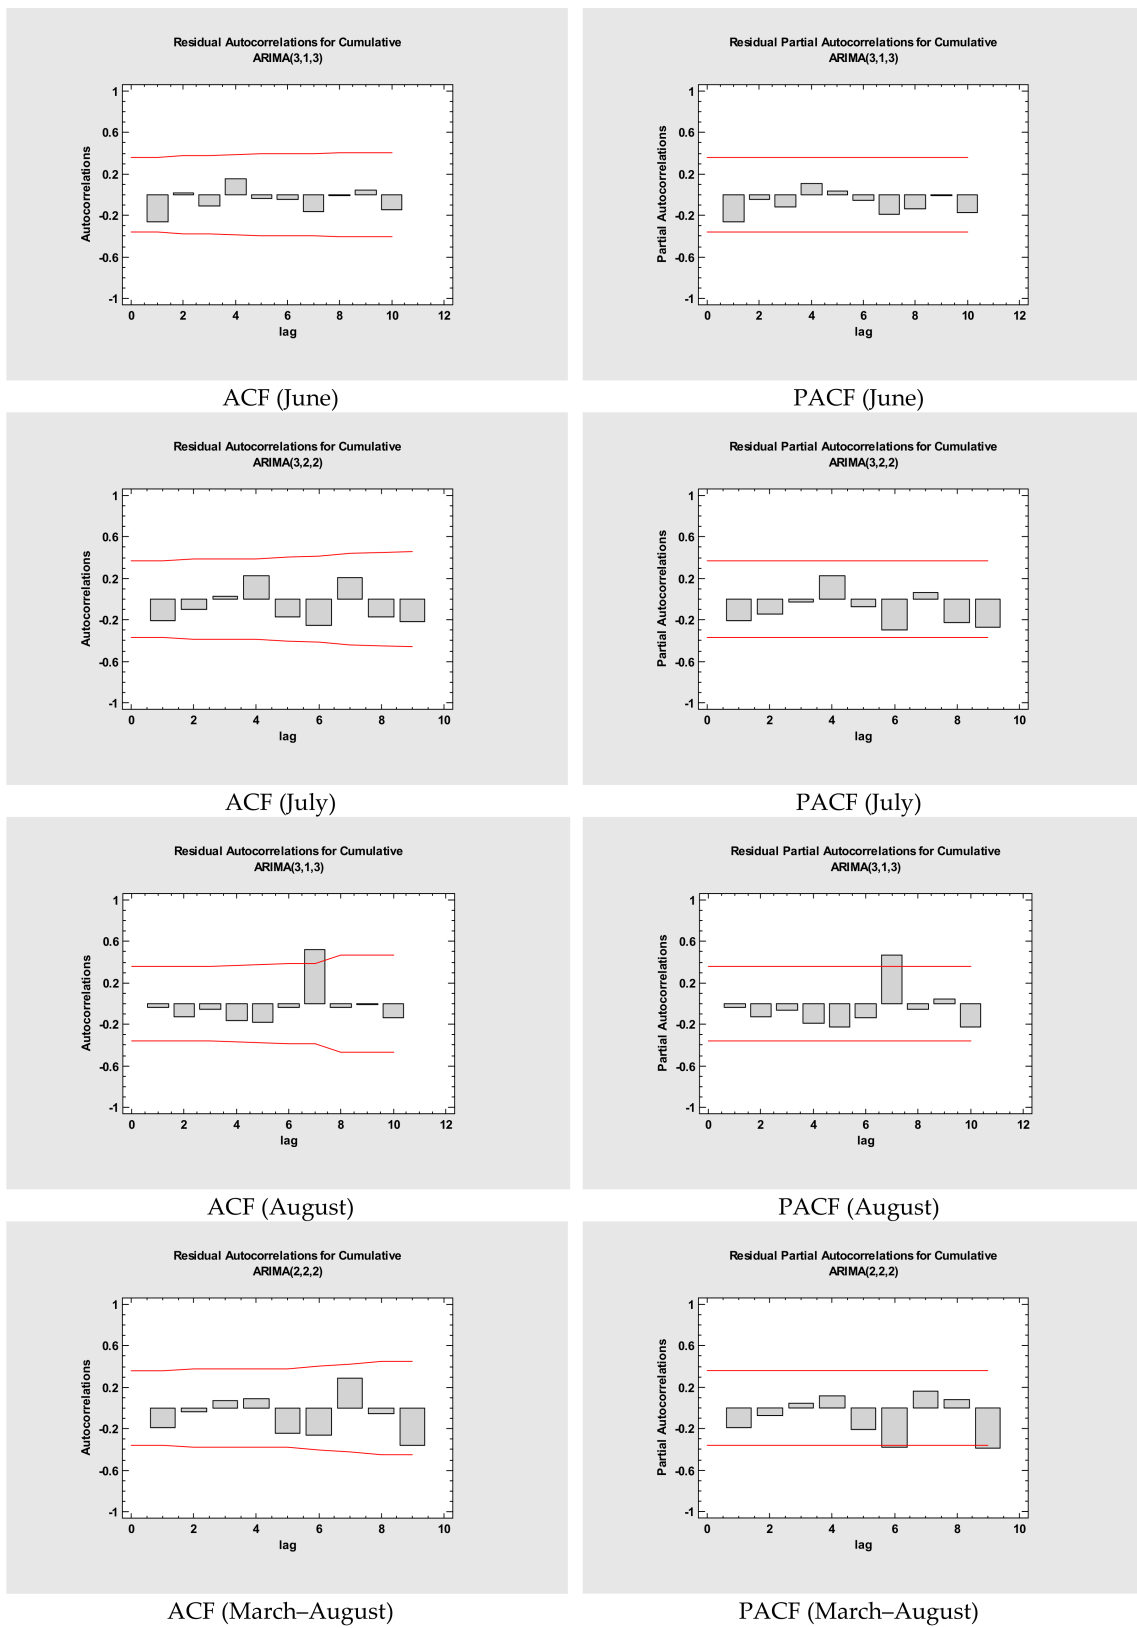 Residual Autocorrelations for Cumulative
ARIMA(3,1,3)
Autocorrelations
1
0.6
0.2
-0.2
-0.6
-1
0 2 4 6 8 10 12
lag
ACF (June)
Residual Partial Autocorrelations for Cumulative
ARIMA(3,1,3)
Partial Autocorrelations
1
0.6
0.2
-0.2
-0.6
-1
0 2 4 6 8 10 12
lag
PACF (June)
Residual Autocorrelations for Cumulative
ARIMA(3,2,2)
Autocorrelations
1
0.6
0.2
-0.2
-0.6
-1
0 2 4 6 8 10
lag
ACF (July)
Residual Partial Autocorrelations for Cumulative
ARIMA(3,2,2)
Partial Autocorrelations
1
0.6
0.2
-0.2
-0.6
-1
0 2 4 6 8 10
lag
PACF (July)
Residual Autocorrelations for Cumulative
ARIMA(3,1,3)
Autocorrelations
1
0.6
0.2
-0.2
-0.6
-1
0 2 4 6 8 10 12
lag
ACF (August)
Residual Partial Autocorrelations for Cumulative
ARIMA(3,1,3)
Partial Autocorrelations
1
0.6
0.2
-0.2
-0.6
-1
0 2 4 6 8 10 12
lag
PACF (August)
Residual Autocorrelations for Cumulative
ARIMA(2,2,2)
Autocorrelations
1
0.6
0.2
-0.2
-0.6
-1
0 2 4 6 8 10
lag
ACF (March–August)
Residual Partial Autocorrelations for Cumulative
ARIMA(2,2,2)
Partial Autocorrelations
1
0.6
0.2
-0.2
-0.6
-1
0 2 4 6 8 10
lag
PACF (March–August)